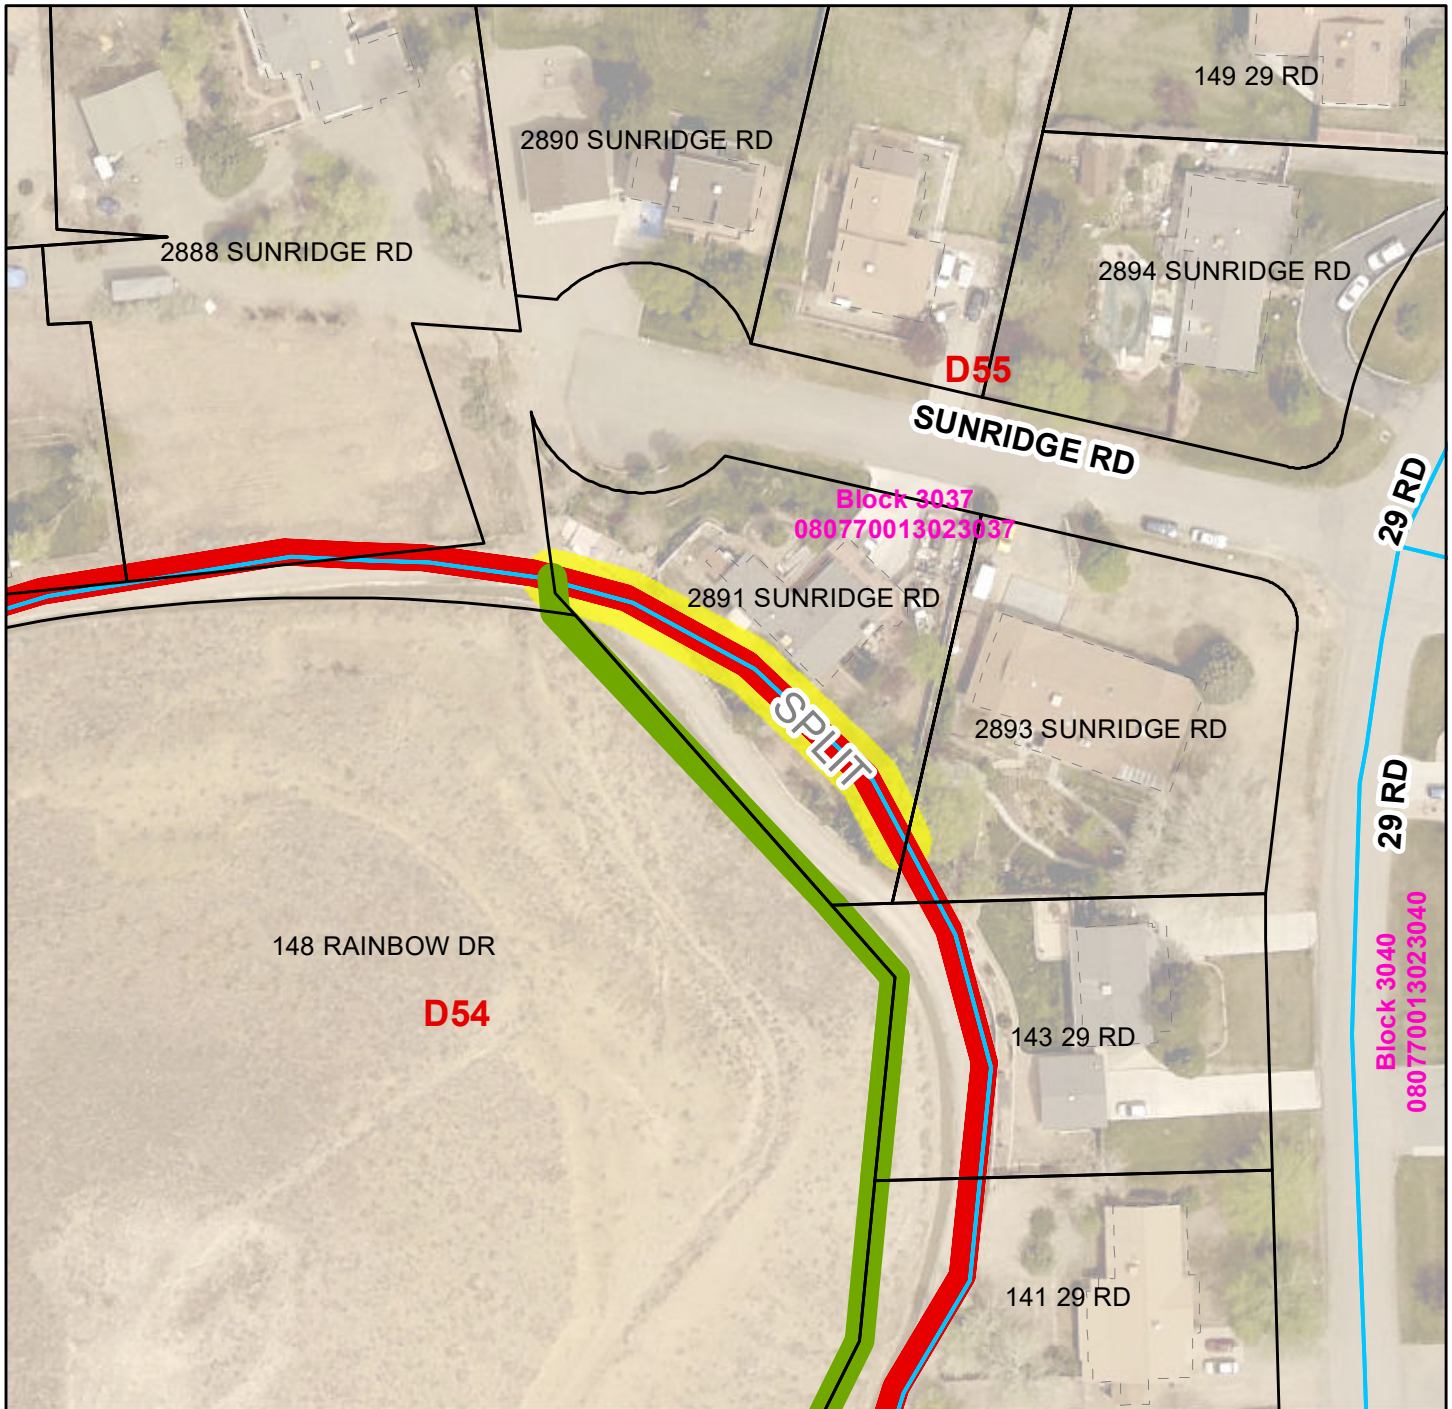 149 29 RD
2890 SUNRIDGE RD
2888 SUNRIDGE RD
2894 SUNRIDGE RD
D55
SUNRIDGE RD
29 RD
Block 3037
080770013023037
2891 SUNRIDGE RD
2893 SUNRIDGE RD
SPLIT
29 RD
148 RAINBOW DR
D54
143 29 RD
Block 3040
080770013023040
141 29 RD